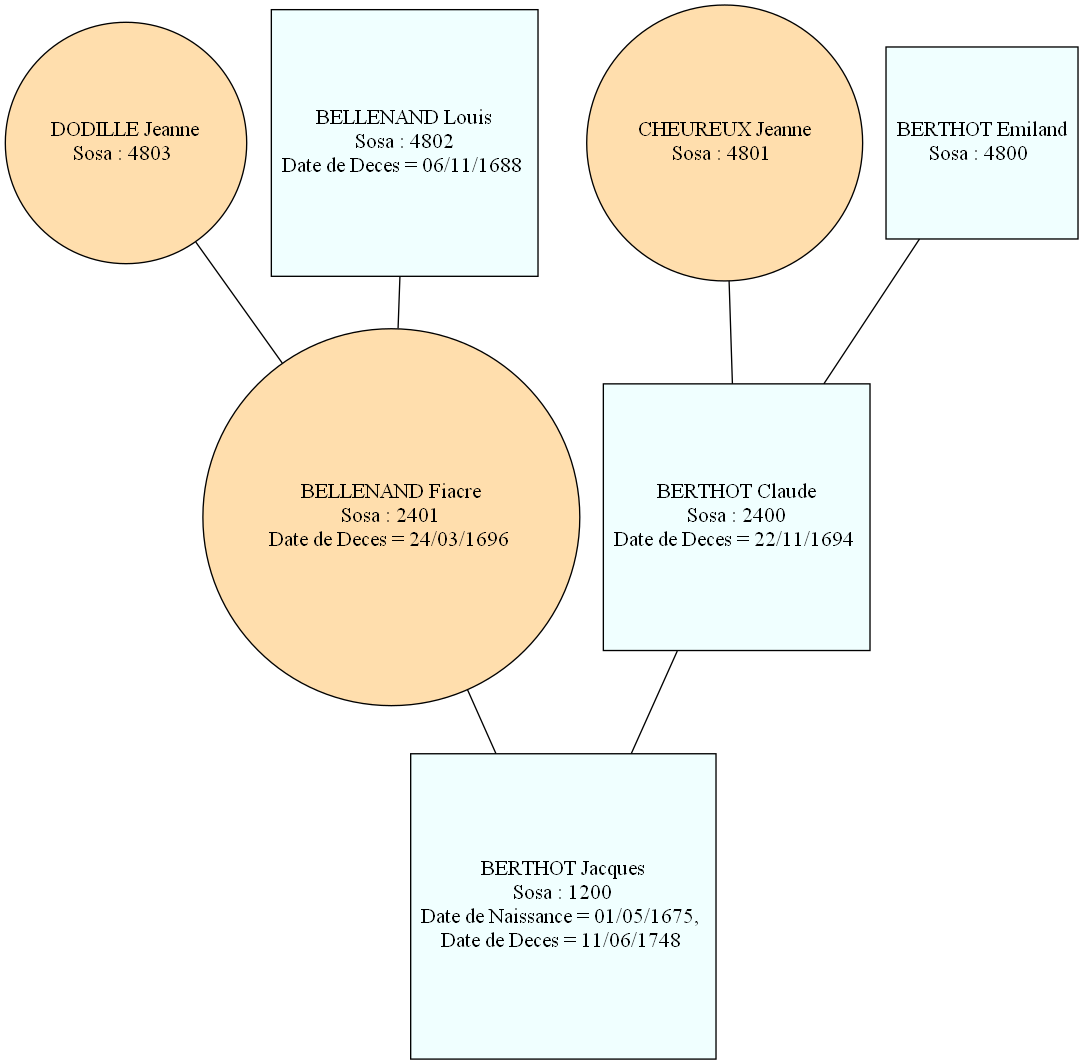 DODILLE Jeanne
Sosa : 4803
BELLENAND Louis
Sosa : 4802
Date de Deces = 06/11/1688
CHEUREUX Jeanne
Sosa : 4801
BERTHOT Emiland
Sosa : 4800
BELLENAND Fiacre
Sosa : 2401
Date de Deces = 24/03/1696
BERTHOT Claude
Sosa : 2400
Date de Deces = 22/11/1694
BERTHOT Jacques
Sosa : 1200
Date de Naissance = 01/05/1675,
Date de Deces = 11/06/1748